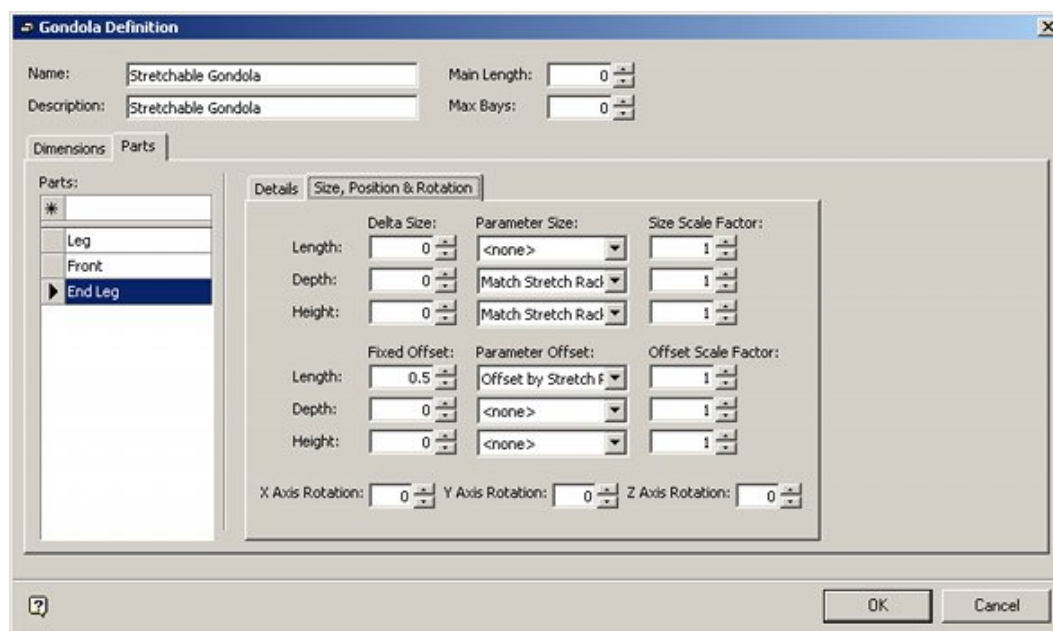 Gondola Definition
Name: Stretchable Gondola Main Length: 0
Description: Stretchable Gondola Max Bays: 0
Dimensions Parts
Parts:
Details Size, Position & Rotation
Leg
Front
End Leg
Delta Size: Parameter Size: Size Scale Factor:
Length: 0 <none> 1
Depth: 0 Match Stretch 1
Height: 0 Match Stretch 1
Fixed Offset: Parameter Offset: Offset Scale Factor:
Length: 0.5 Offset by Stretch 1
Depth: 0 <none> 1
Height: 0 <none> 1
X Axis Rotation: 0 Y Axis Rotation: 0 Z Axis Rotation: 0
OK Cancel